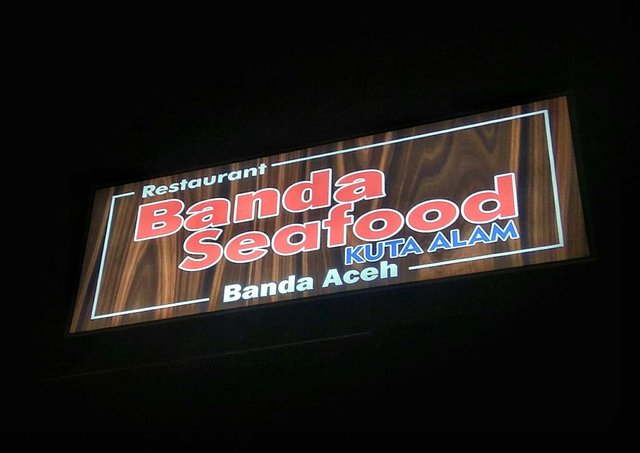 Restaurant
Banda
Seafood
KUTA ALAM
Banda Aceh